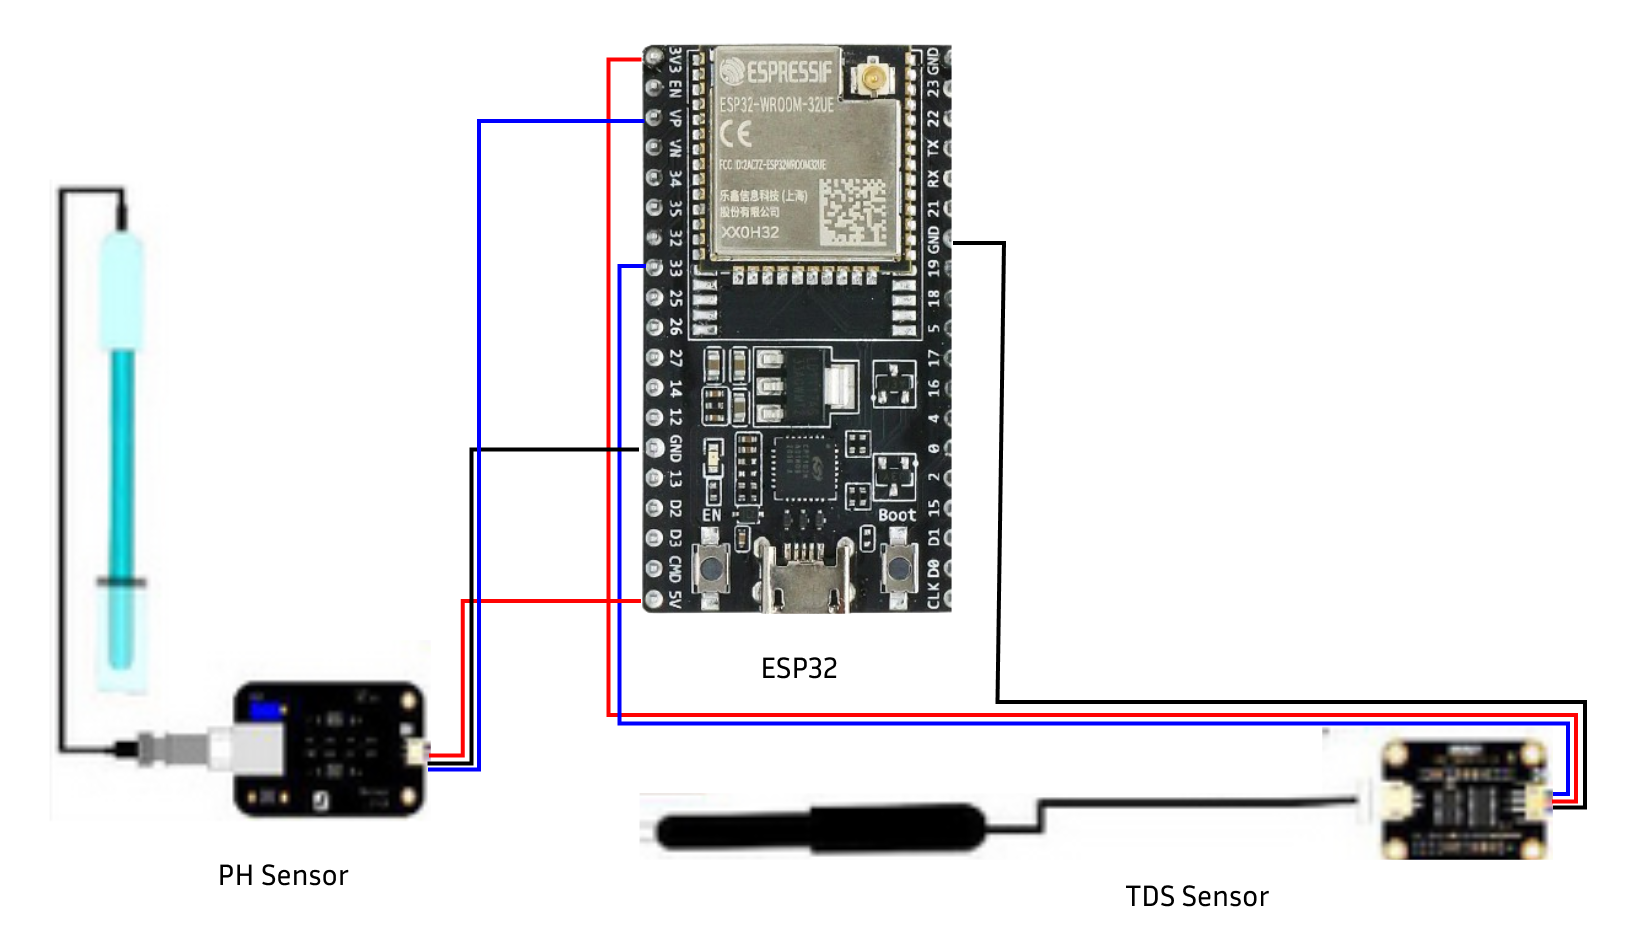 ESPRESSIF
ESP32-WROOM-32UE
CE
FCC ID:2AC7Z-ESP32WROOM32UE
乐鑫信息科技 (上海)
股份有限公司
XX0H32
3V3
EN
VP
VN
34
35
32
33
25
26
27
14
12
GND
13
D2
D3
CMD
5V
GND
23
22
TX
RX
21
GND
19
18
5
17
16
4
0
2
15
D1
D0
CLK
EN
Boot
ESP32
PH Sensor
TDS Sensor